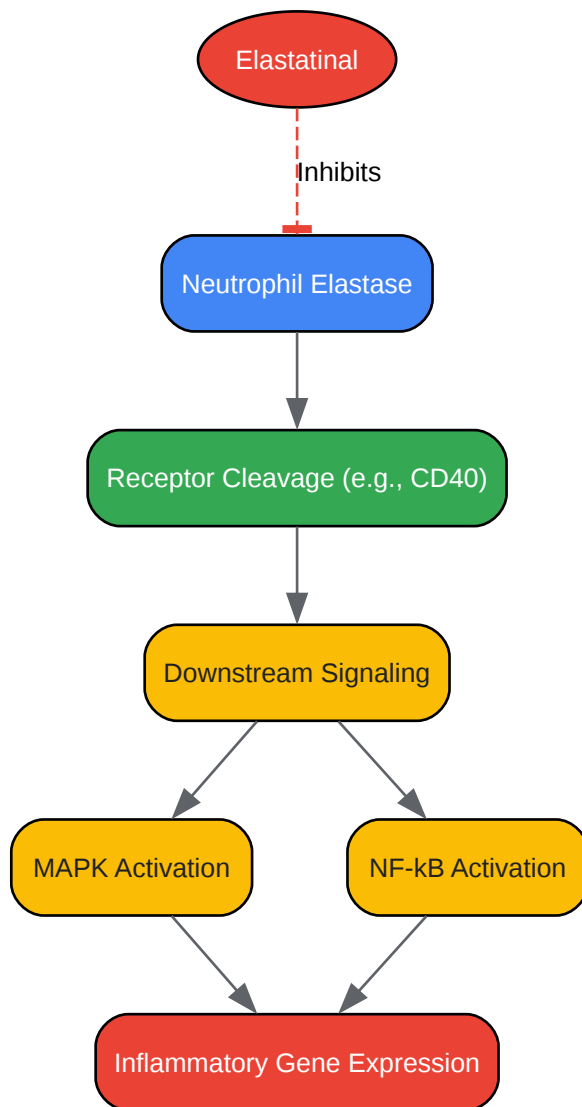 Elastatinal
Inhibits
Neutrophil Elastase
Receptor Cleavage (e.g., CD40)
Downstream Signaling
MAPK Activation
NF-kB Activation
Inflammatory Gene Expression